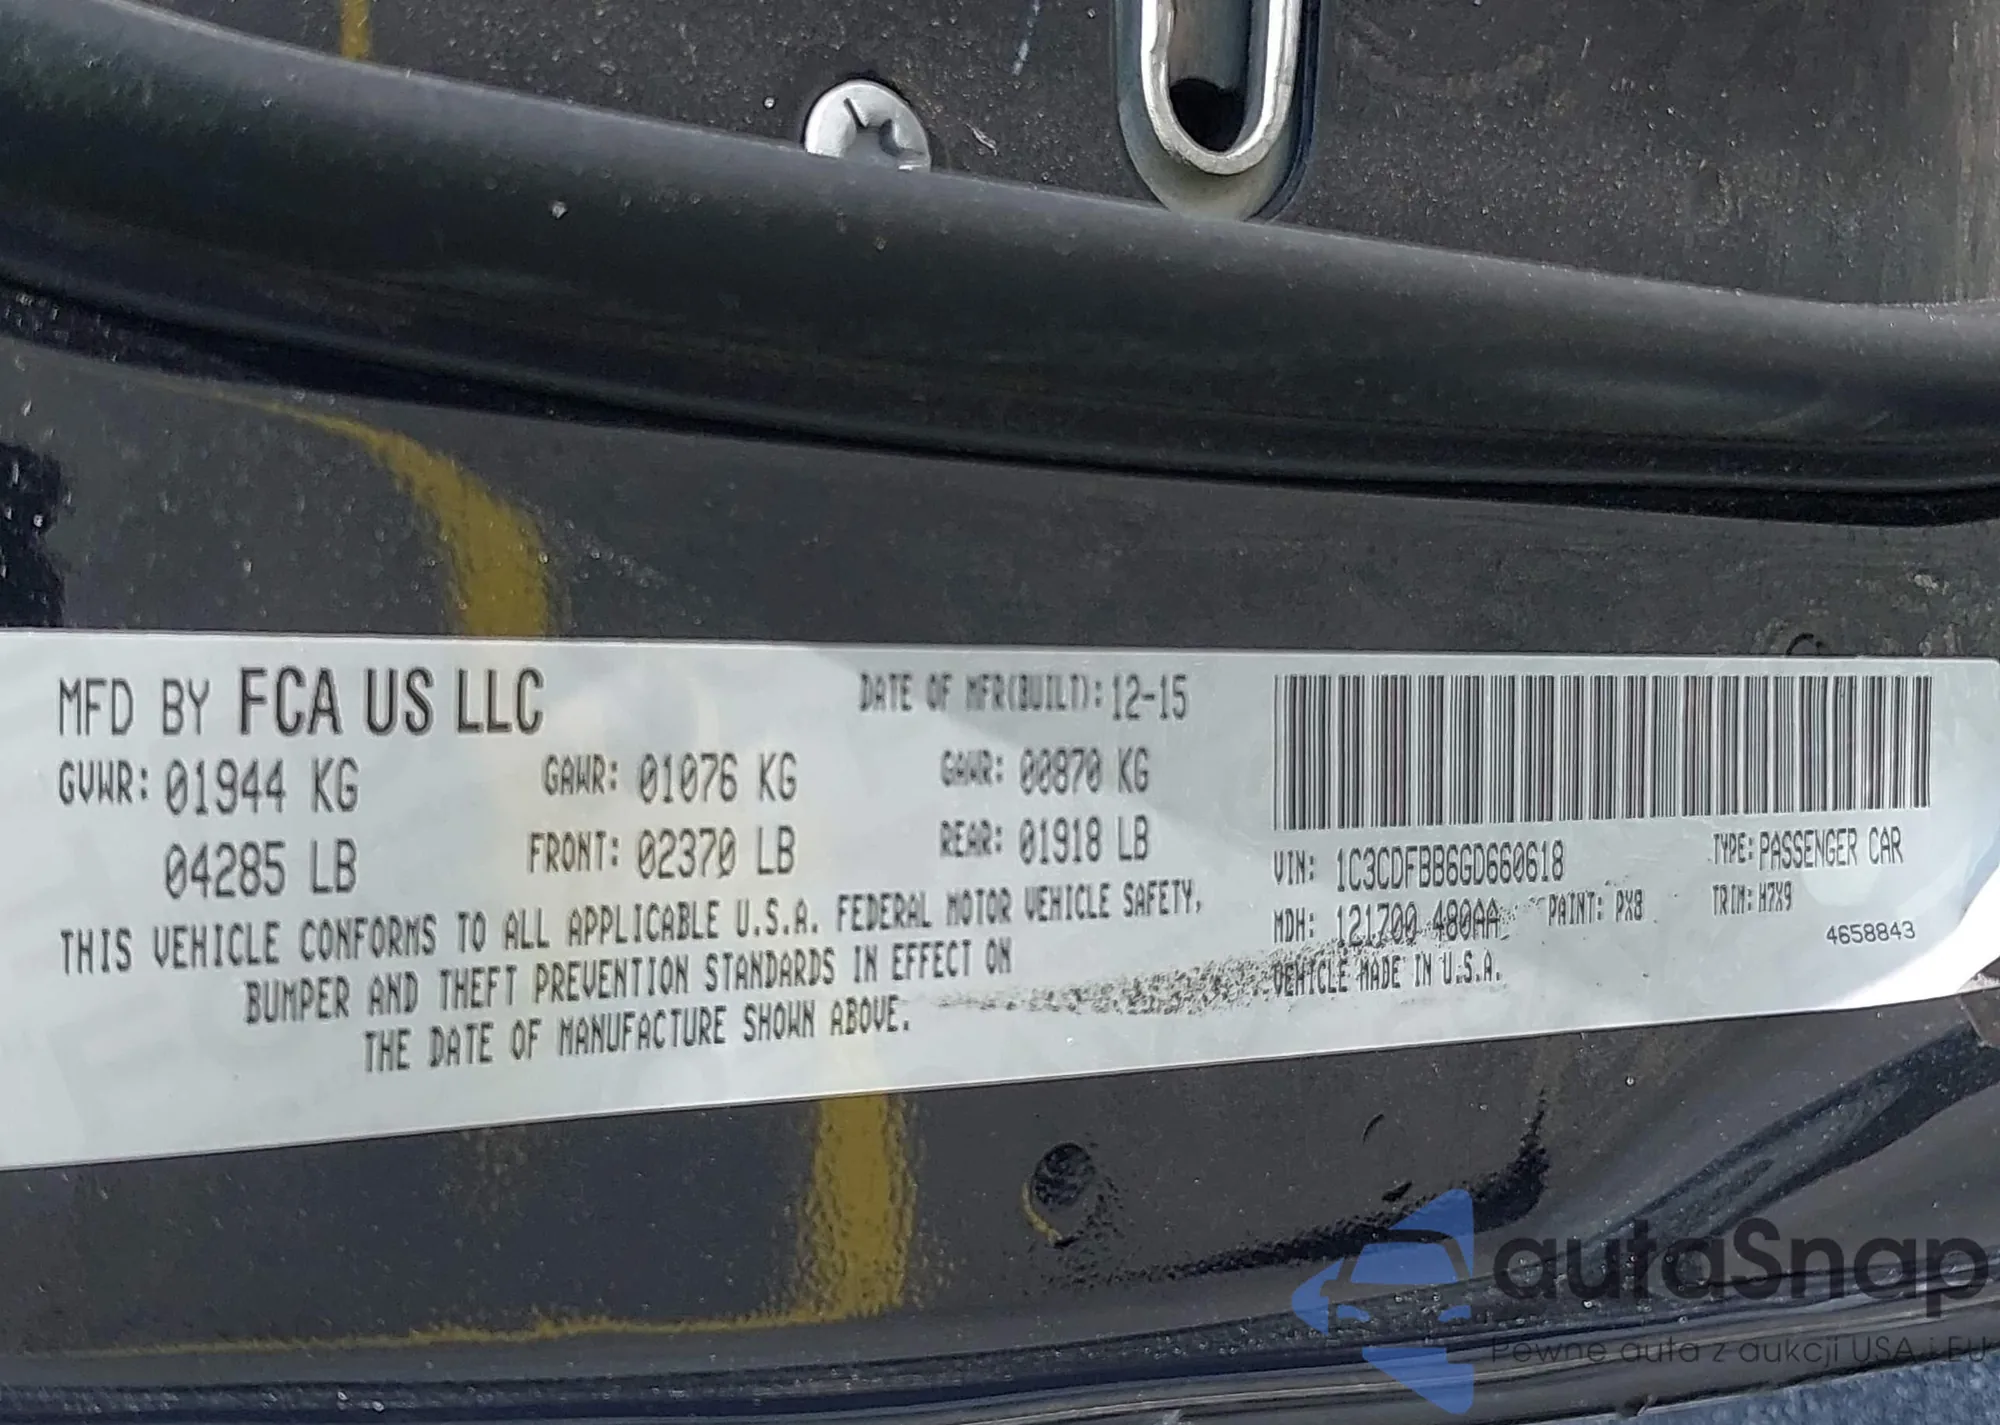 MFD BY FCA US LLC
DATE OF MFR(BUILT): 12-15
GVWR: 01944 KG
GAWR: 01076 KG
GAWR: 00870 KG
04285 LB
FRONT: 02370 LB
REAR: 01918 LB
THIS VEHICLE CONFORMS TO ALL APPLICABLE U.S.A. FEDERAL MOTOR VEHICLE SAFETY,
BUMPER AND THEFT PREVENTION STANDARDS IN EFFECT ON
THE DATE OF MANUFACTURE SHOWN ABOVE.
VIN: 1C3CDFBB6GD660618
TYPE: PASSENGER CAR
MDH: 121700 480AA
PAINT: PX8
TRIM: H7X9
4658843
VEHICLE MADE IN U.S.A.
autaSnap
Pewne auta z aukcji USA i EU